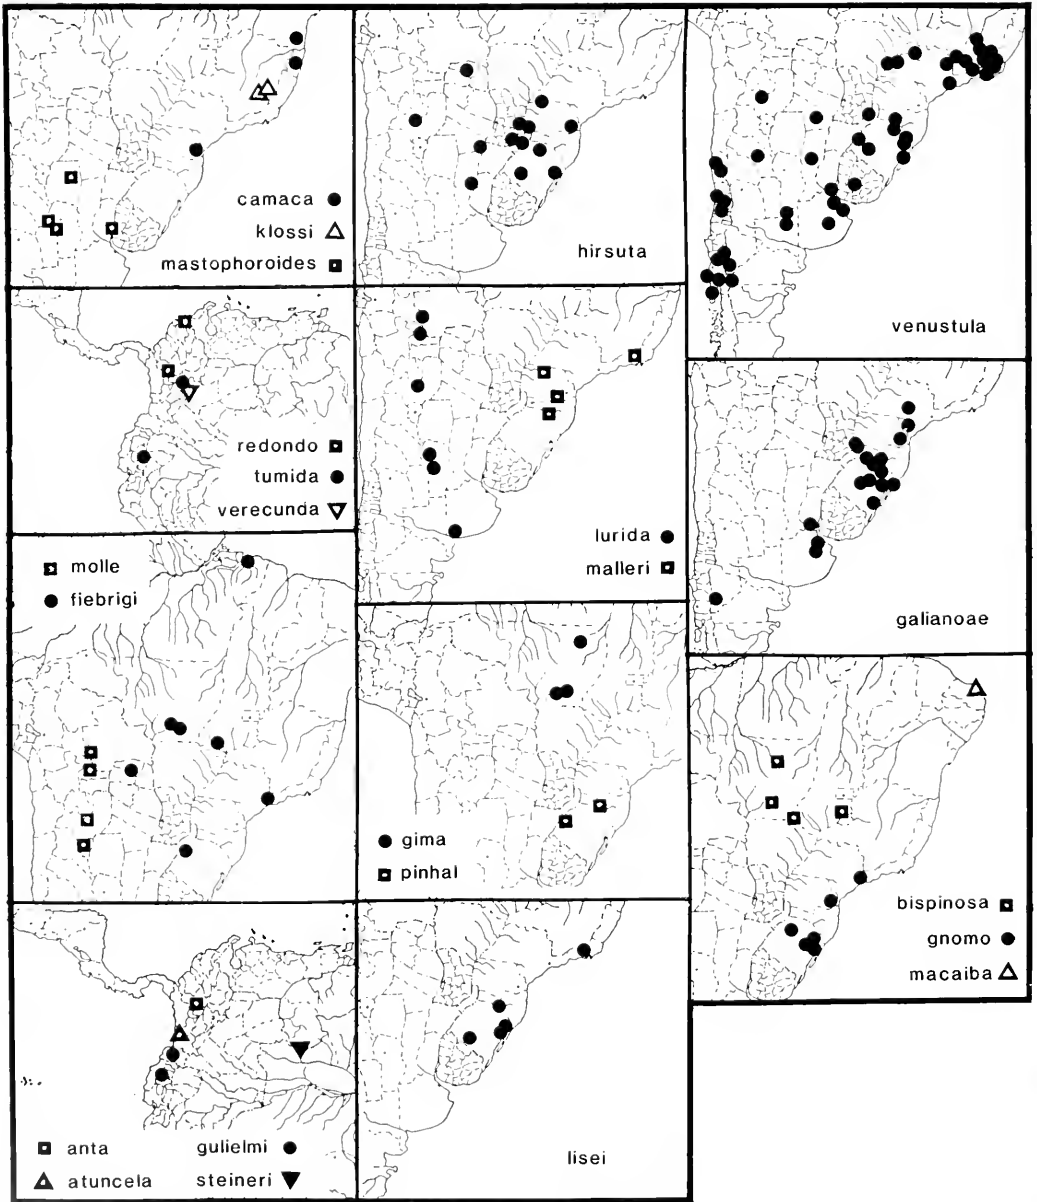 camaca
klossi
mastophoroides
hirsuta
venustula
redondo
tumida
verecunda
lurida
malleri
galianoae
molle
fiebrigi
gima
pinhal
bispinosa
gnomo
macaiba
anta gulielmi
atuncela steineri
lisei